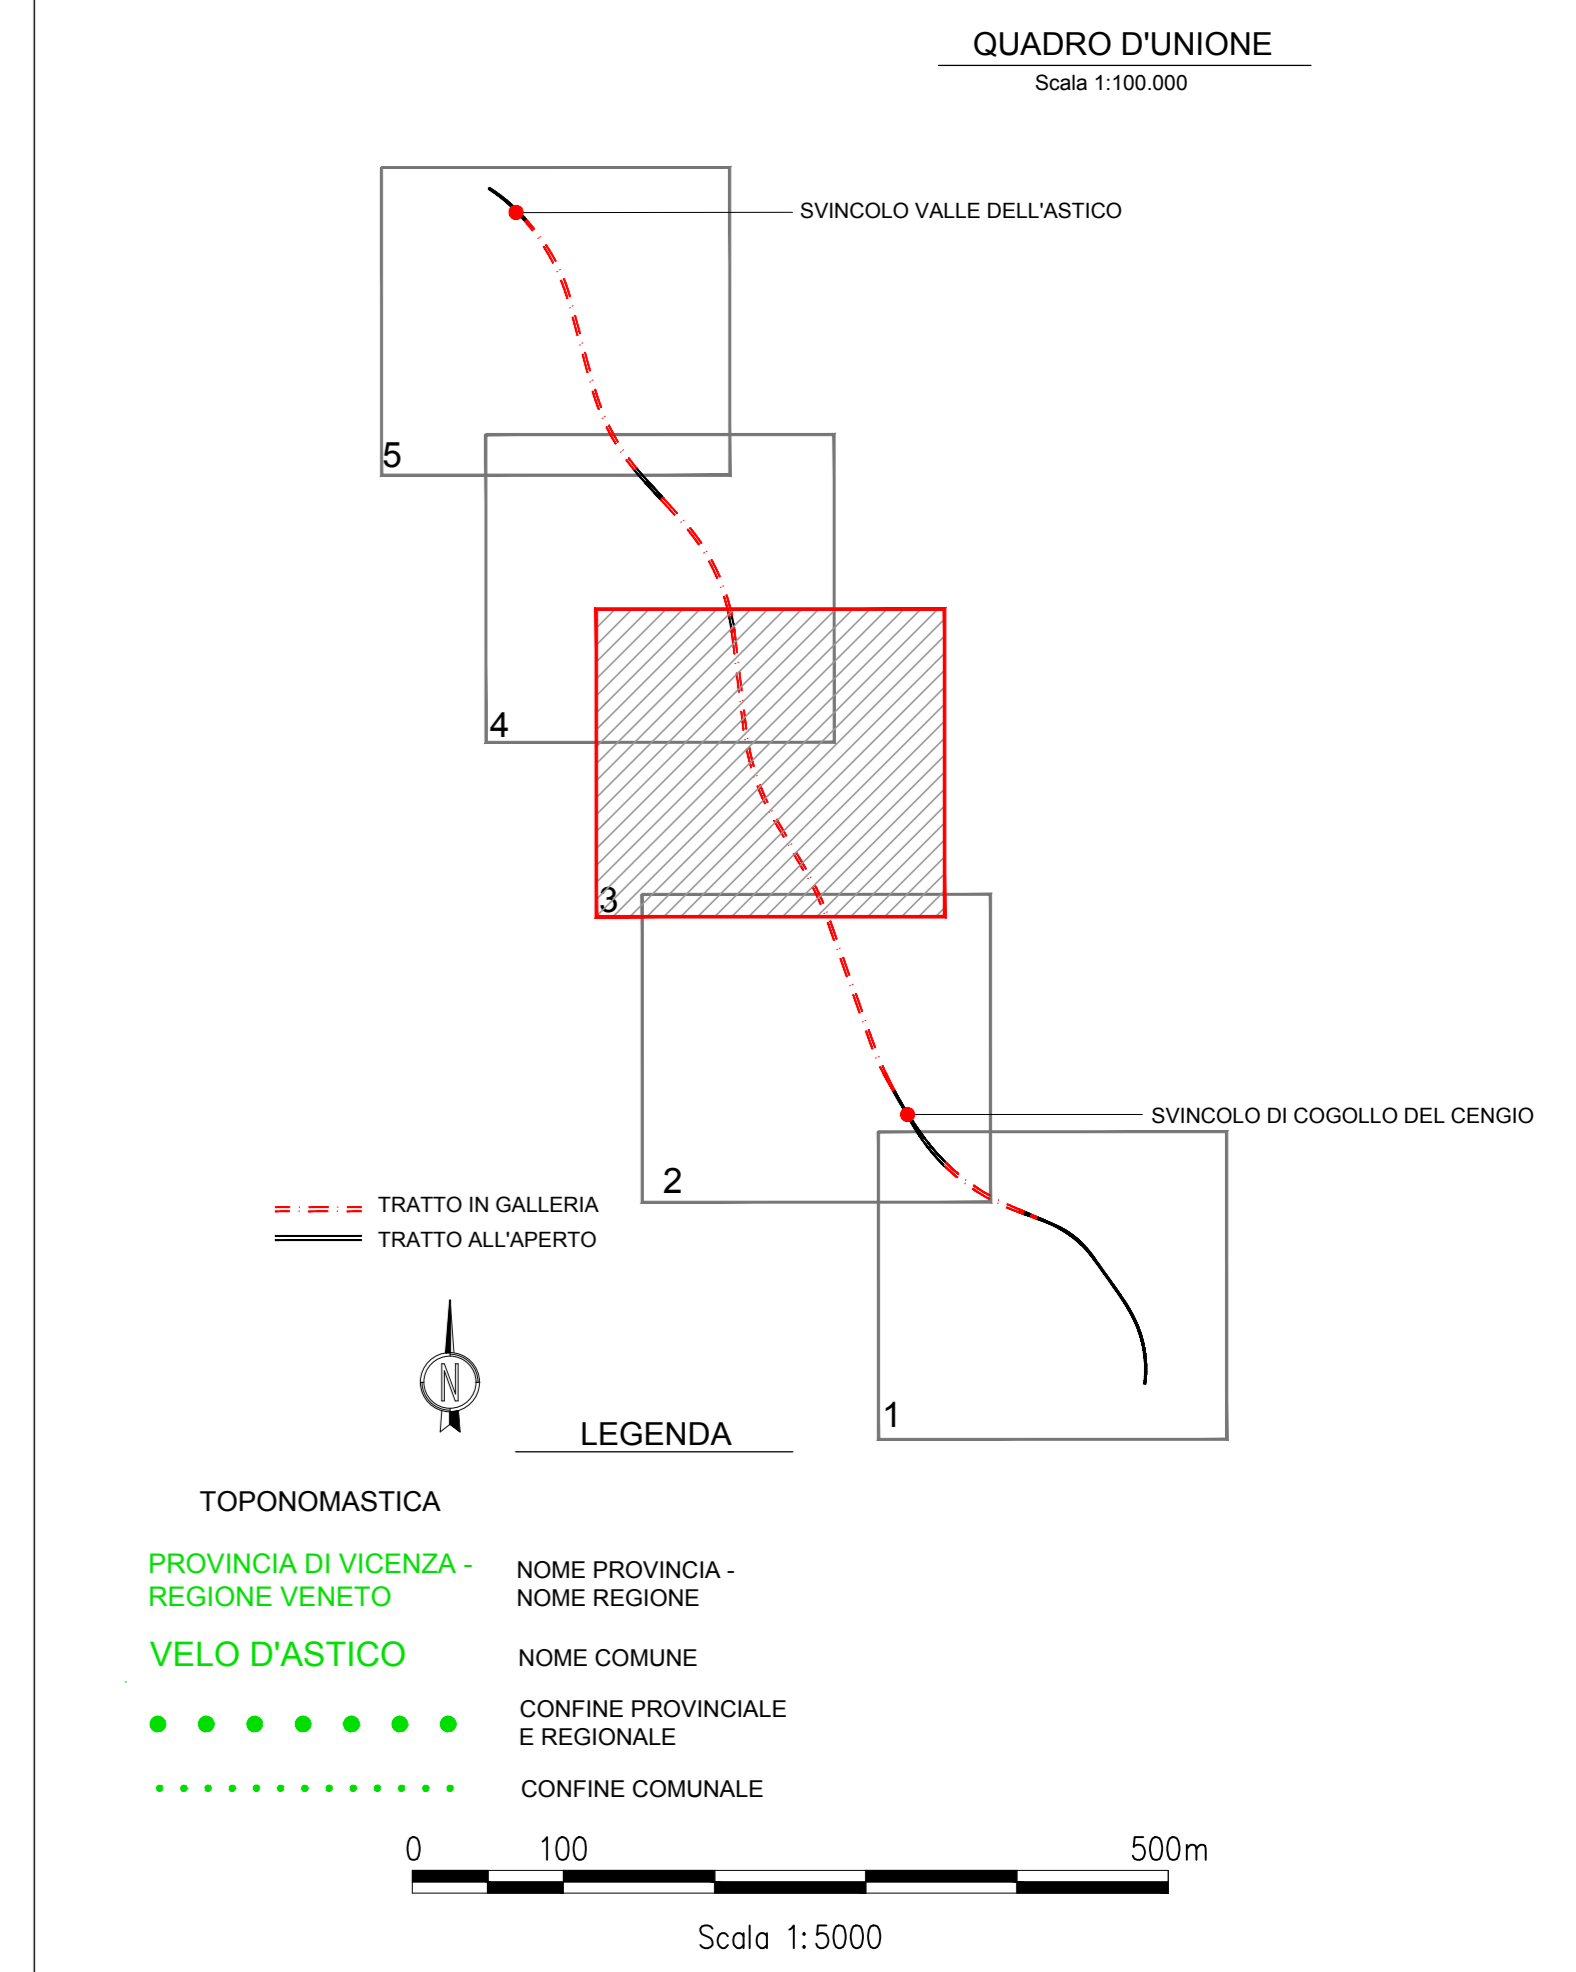 QUADRO D'UNIONE
Scala 1:100.000
SVINCOLO VALLE DELL'ASTICO
5
4
3
SVINCOLO DI COGOLLO DEL CENGIO
2
TRATTO IN GALLERIA
TRATTO ALL'APERTO
N
1
LEGENDA
TOPONOMASTICA
PROVINCIA DI VICENZA -
REGIONE VENETO
NOME PROVINCIA -
NOME REGIONE
VELO D'ASTICO
NOME COMUNE
CONFINE PROVINCIALE
E REGIONALE
CONFINE COMUNALE
0 100 500m
Scala 1:5000